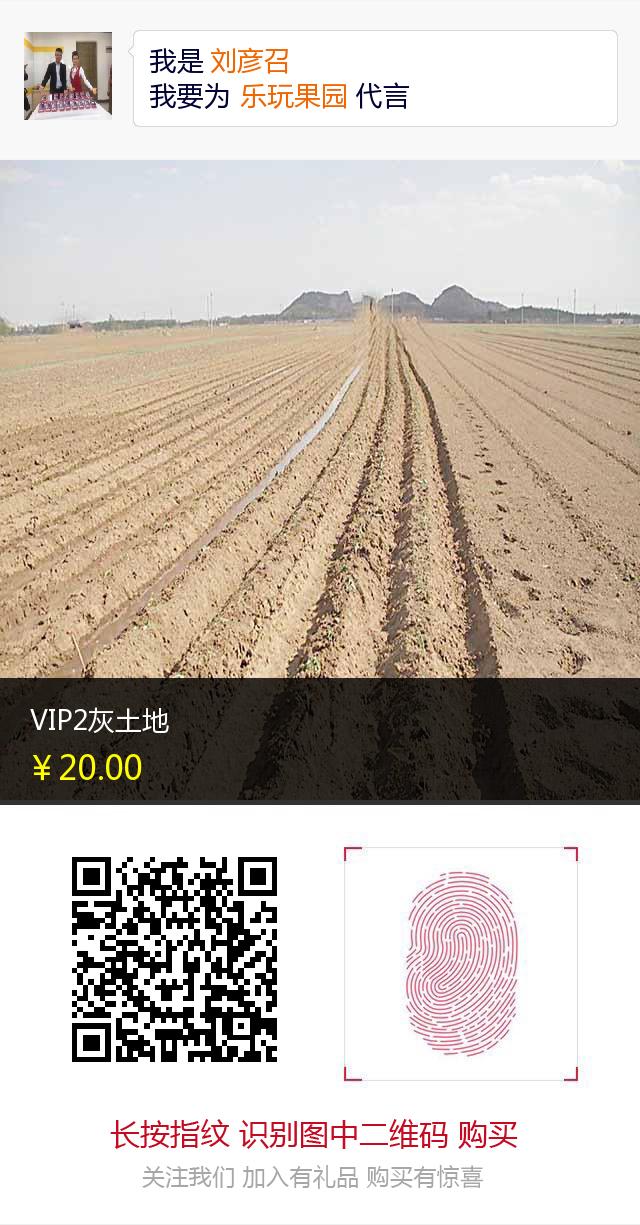 我是 刘彦召
我要为 乐玩果园 代言
VIP2灰土地
￥20.00
长按指纹 识别图中二维码 购买
关注我们 加入有礼品 购买有惊喜